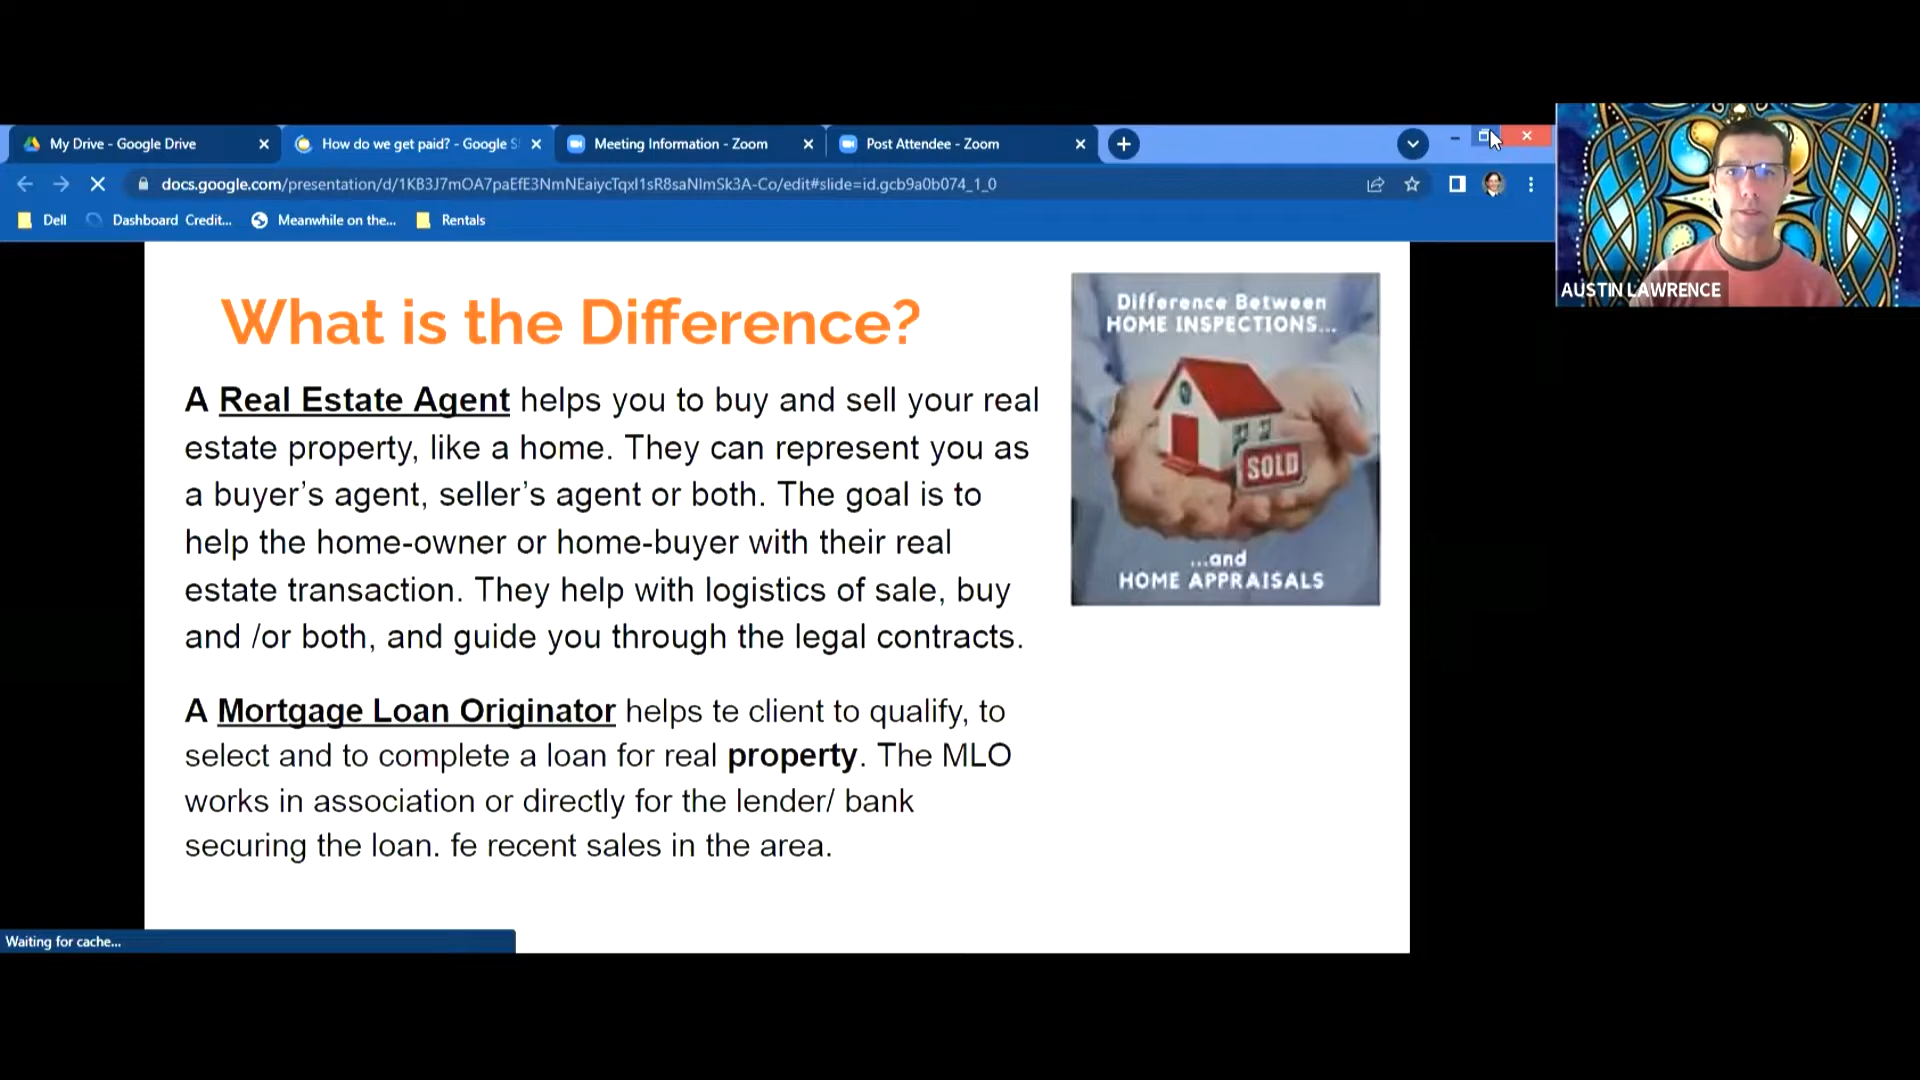 My Drive - Google Drive
How do we get paid? - Google S
Meeting Information - Zoom
Post Attendee - Zoom
docs.google.com/presentation/d/1KB3J7mOA7paEfE3NmNEaiycTqxl1sR8saNlmSk3A-Co/edit#slide=id.gcb9a0b074_1_0
Dell
Dashboard Credit...
Meanwhile on the...
Rentals
AUSTIN LAWRENCE
What is the Difference?
A Real Estate Agent helps you to buy and sell your real
estate property, like a home. They can represent you as
a buyer’s agent, seller’s agent or both. The goal is to
help the home-owner or home-buyer with their real
estate transaction. They help with logistics of sale, buy
and /or both, and guide you through the legal contracts.
A Mortgage Loan Originator helps te client to qualify, to
select and to complete a loan for real property. The MLO
works in association or directly for the lender/ bank
securing the loan. fe recent sales in the area.
Difference Between
HOME INSPECTIONS...
SOLD
...and
HOME APPRAISALS
Waiting for cache...